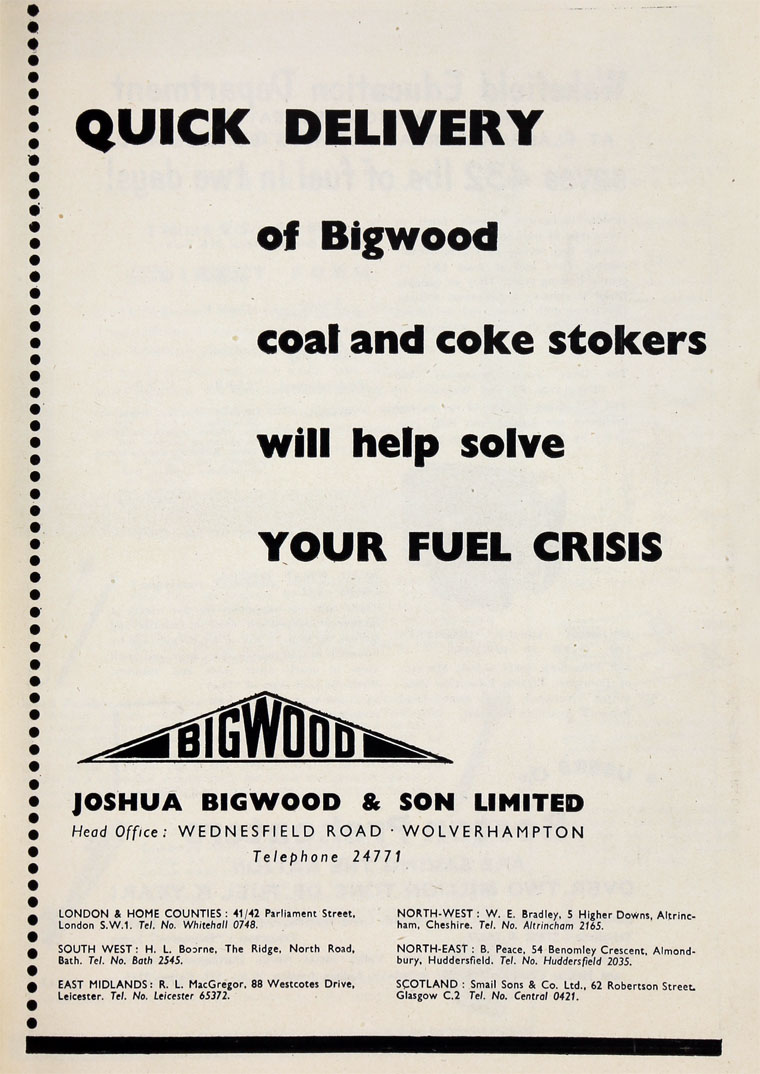 QUICK DELIVERY
of Bigwood
coal and coke stokers
will help solve
YOUR FUEL CRISIS
BIGWOOD
JOSHUA BIGWOOD & SON LIMITED
Head Office: WEDNESFIELD ROAD · WOLVERHAMPTON
Telephone 24771
LONDON & HOME COUNTIES: 41/42 Parliament Street,
London S.W.1. Tel. No. Whitehall 0748.
SOUTH WEST: H. L. Boorne, The Ridge, North Road,
Bath. Tel. No. Bath 2545.
EAST MIDLANDS: R. L. MacGregor, 88 Westcotes Drive,
Leicester. Tel. No. Leicester 65372.
NORTH-WEST: W. E. Bradley, 5 Higher Downs, Altrinc-
ham, Cheshire. Tel. No. Altrincham 2165.
NORTH-EAST: B. Peace, 54 Benomley Crescent, Almond-
bury, Huddersfield. Tel. No. Huddersfield 2035.
SCOTLAND: Smail Sons & Co. Ltd., 62 Robertson Street.
Glasgow C.2 Tel. No. Central 0421.